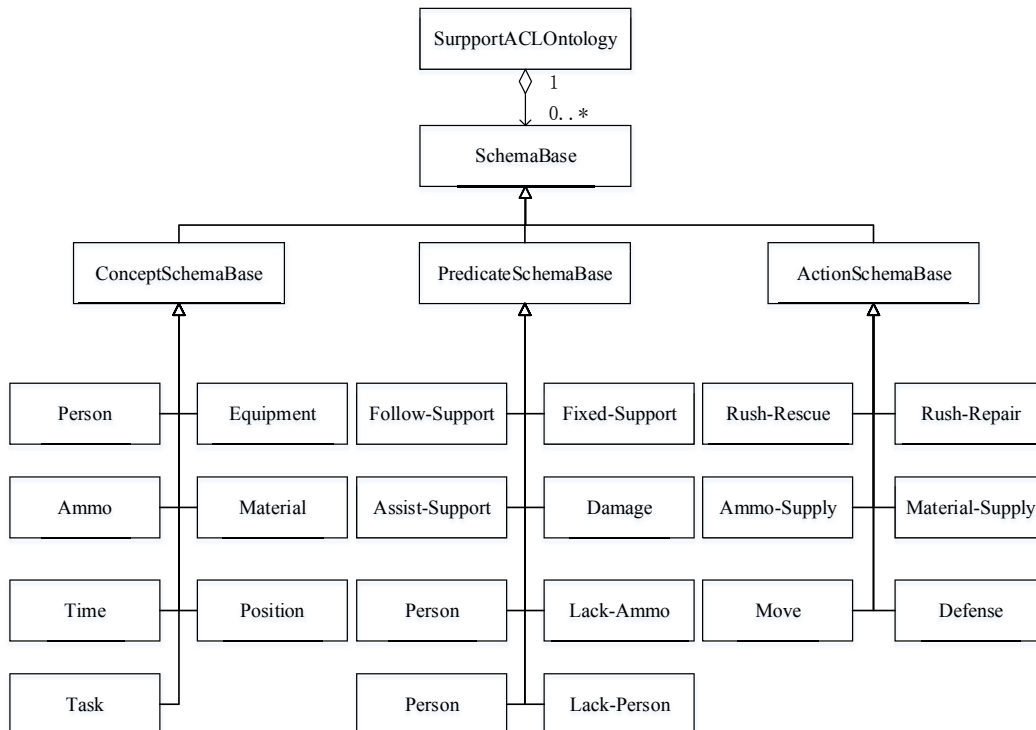 SurpportACLOntology
1
0..*
SchemaBase
ConceptSchemaBase
PredicateSchemaBase
ActionSchemaBase
Person
Equipment
Follow-Support
Fixed-Support
Rush-Rescue
Rush-Repair
Ammo
Material
Assist-Support
Damage
Ammo-Supply
Material-Supply
Time
Position
Person
Lack-Ammo
Move
Defense
Task
Person
Lack-Person